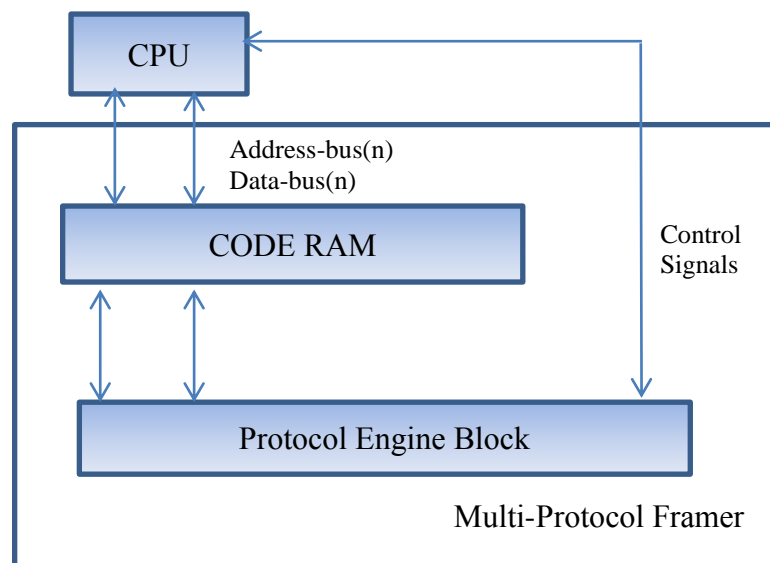 CPU
Address-bus(n)
Data-bus(n)
CODE RAM
Control
Signals
Protocol Engine Block
Multi-Protocol Framer